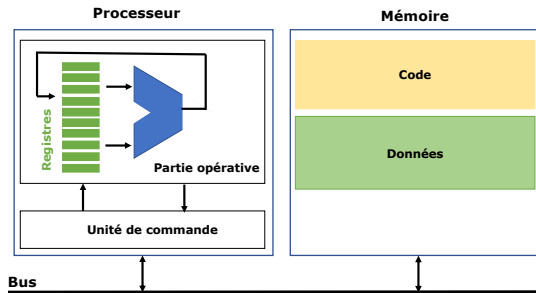 Processeur
Mémoire
Registres
Partie opérative
Unité de commande
Code
Données
Bus